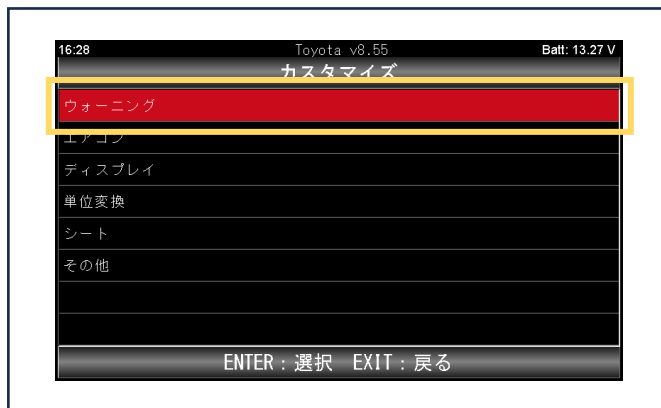 16:28 Toyota v8.55 Batt: 13.27 V
カスタマイズ
ウォーニング
エアコン
ディスプレイ
単位変換
シート
その他
ENTER：選択 EXIT：戻る